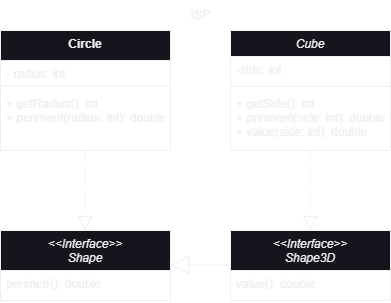 ISP
Circle
- radius: int
+ getRadius(): int
+ periment(radius: int): double
Cube
-side: int
+ getSide(): int
+ periment(side: int): double
+ value(side: int): double
<<Interface>>
Shape
perimetr(): double
<<Interface>>
Shape3D
value(): double